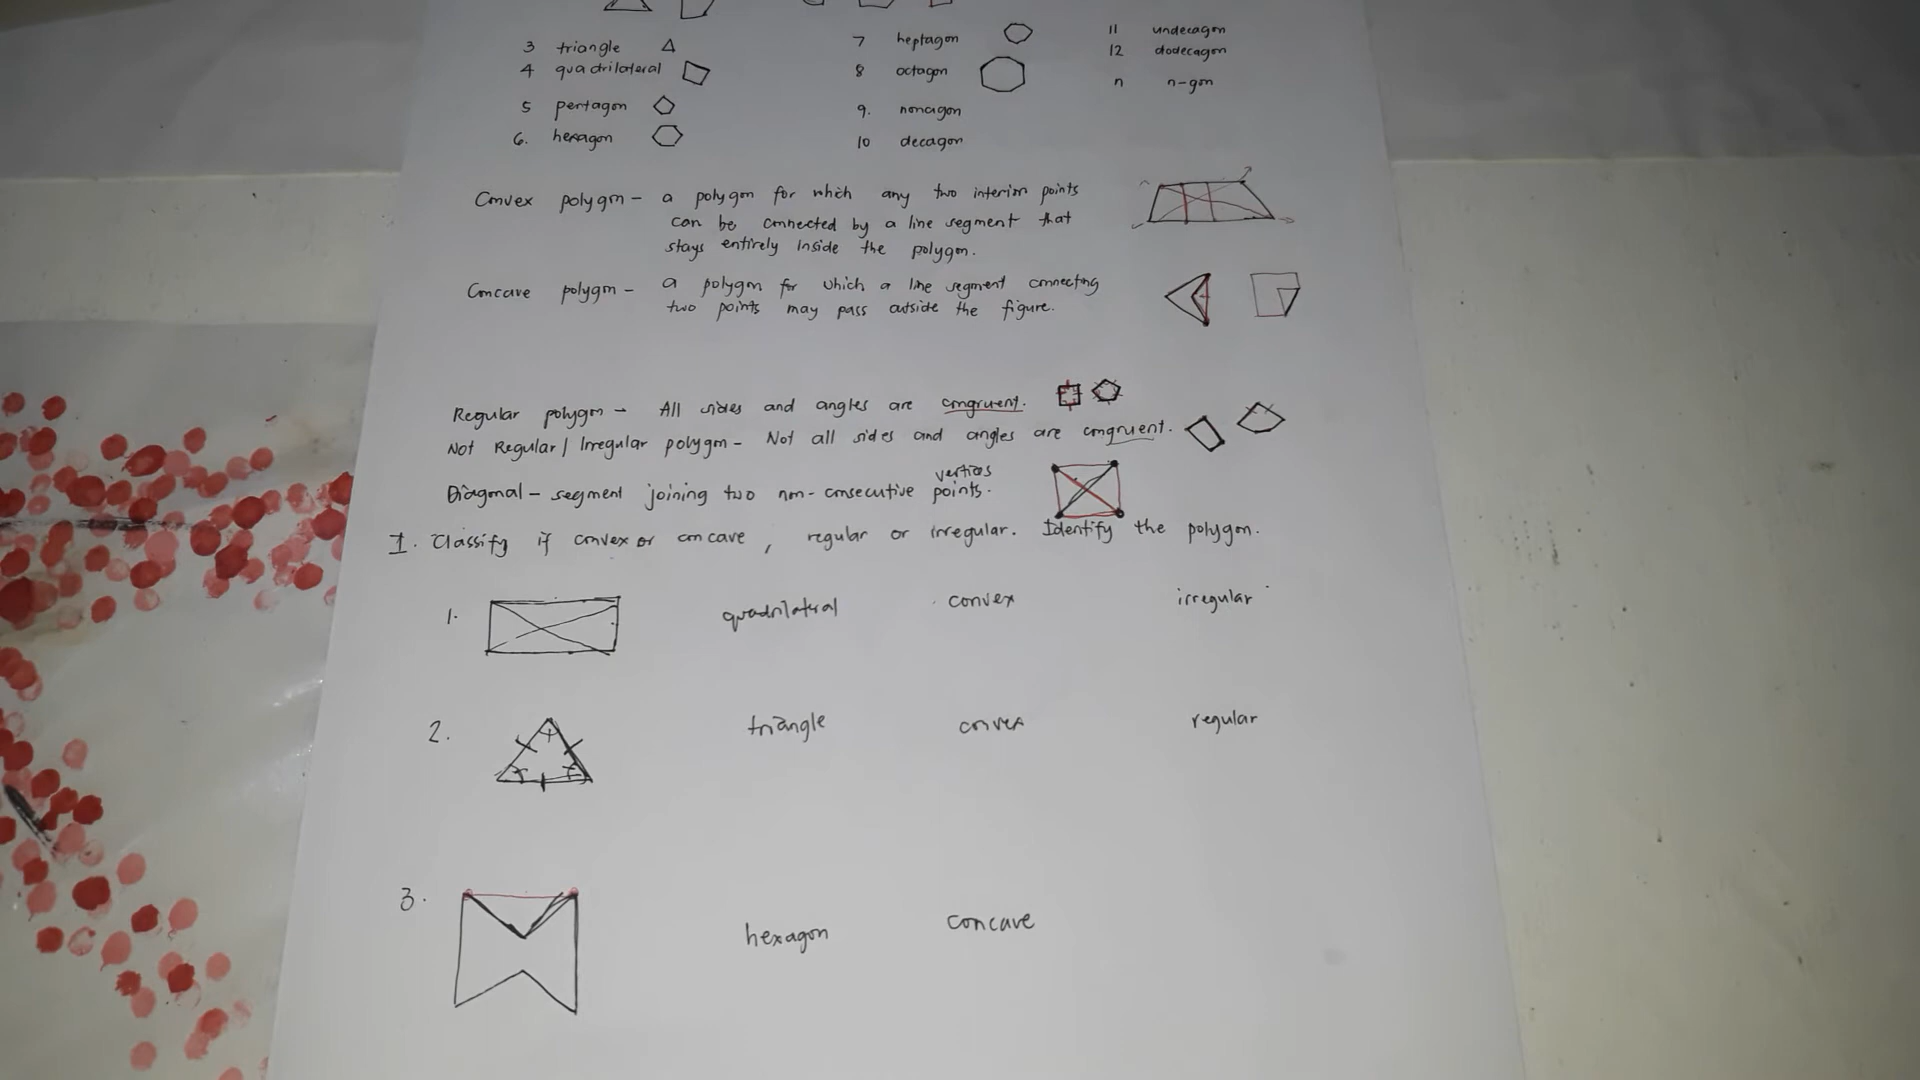 3 triangle
4 quadrilateral
5 pentagon
6. hexagon
7 heptagon
8 octagon
9. nonagon
10 decagon
11 undecagon
12 dodecagon
n n-gon
Convex polygon - a polygon for which any two interior points
can be connected by a line segment that
stays entirely inside the polygon.
Concave polygon - a polygon for which a line segment connecting
two points may pass outside the figure.
Regular polygon - All sides and angles are congruent.
Not Regular/ Irregular polygon - Not all sides and angles are congruent.
vertices
Diagonal - segment joining two non-consecutive points.
I. Classify if convex or concave, regular or irregular. Identify the polygon.
1. quadrilateral convex irregular
2. triangle convex regular
3. hexagon concave